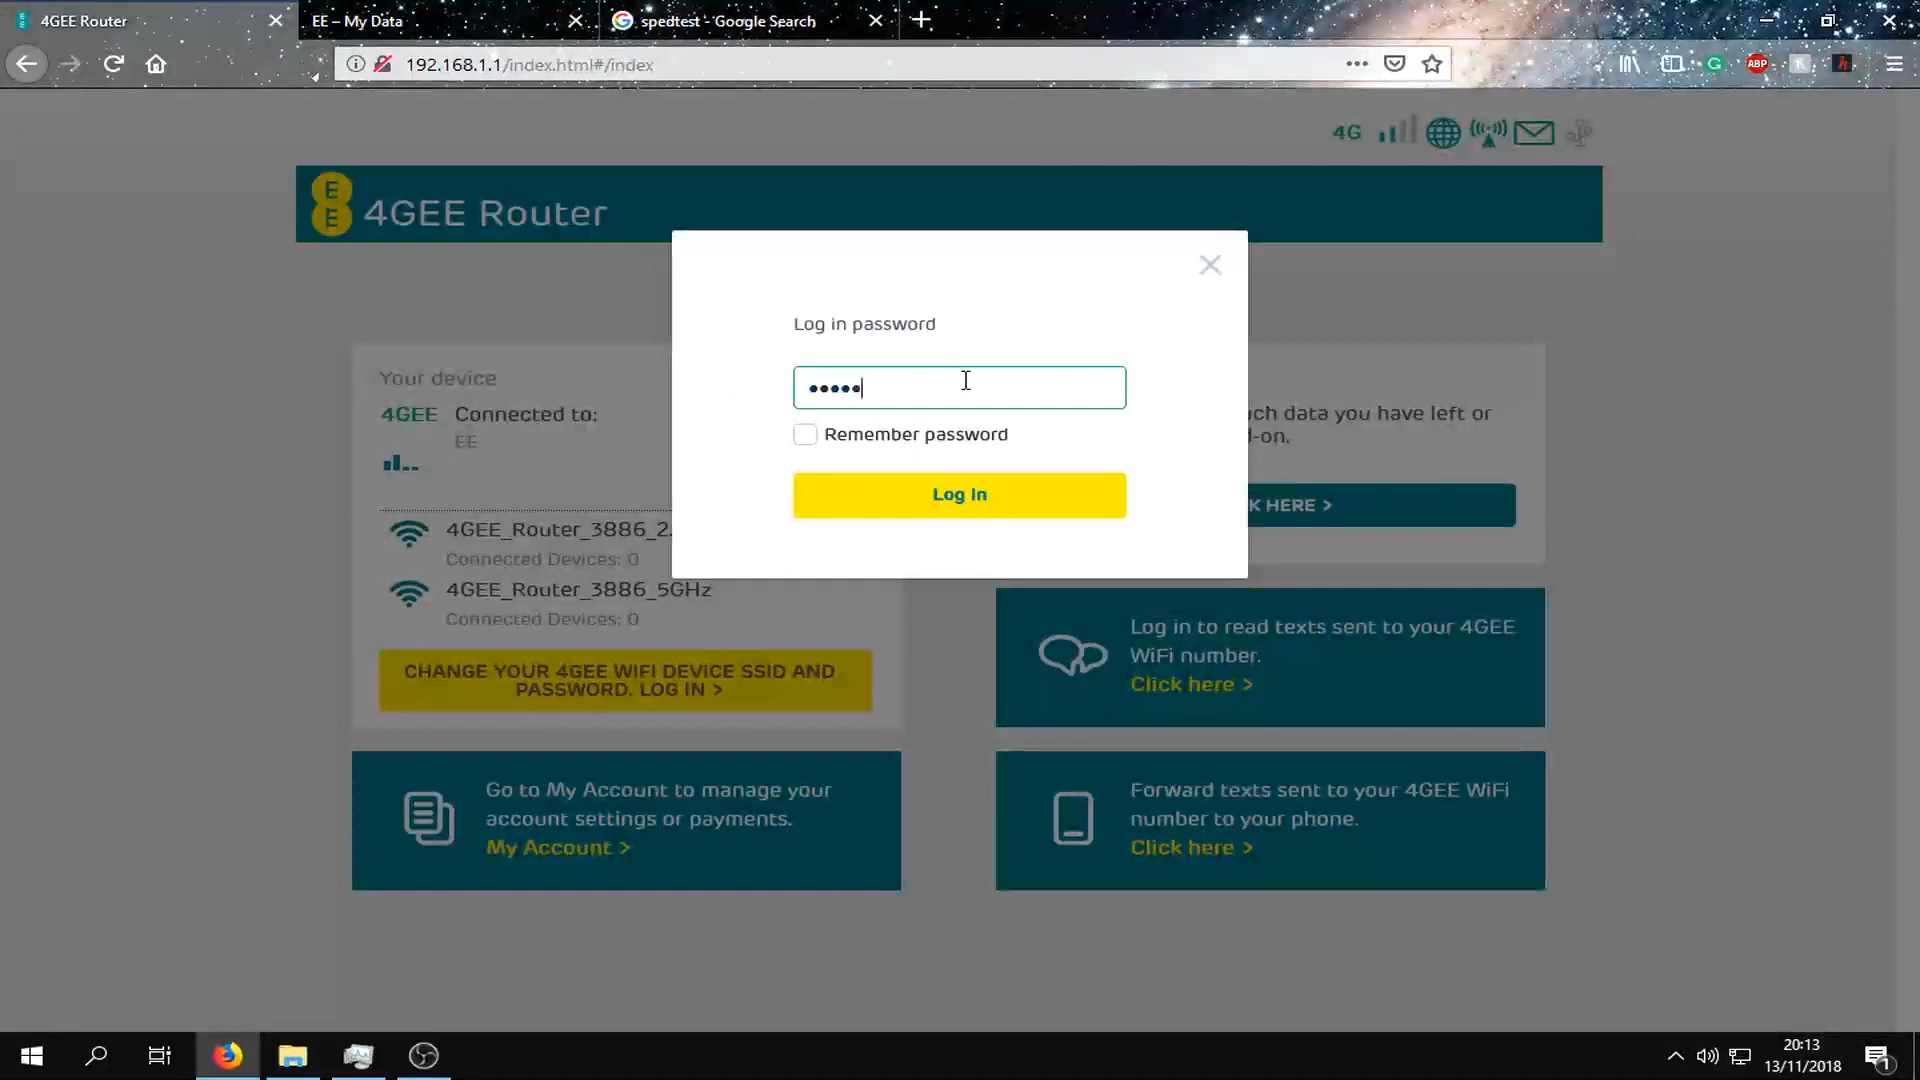 4GEE Router
EE – My Data
spedtest - Google Search
192.168.1.1/index.html#/index
ABP
4G
EE
4GEE Router
Log in password
•••••
Remember password
Log In
Your device
4GEE Connected to:
EE
4GEE_Router_3886_2.
Connected Devices: 0
4GEE_Router_3886_5GHz
Connected Devices: 0
CHANGE YOUR 4GEE WIFI DEVICE SSID AND
PASSWORD. LOG IN >
ch data you have left or
-on.
K HERE >
Log in to read texts sent to your 4GEE
WiFi number.
Click here >
Go to My Account to manage your
account settings or payments.
My Account >
Forward texts sent to your 4GEE WiFi
number to your phone.
Click here >
20:13
13/11/2018
1